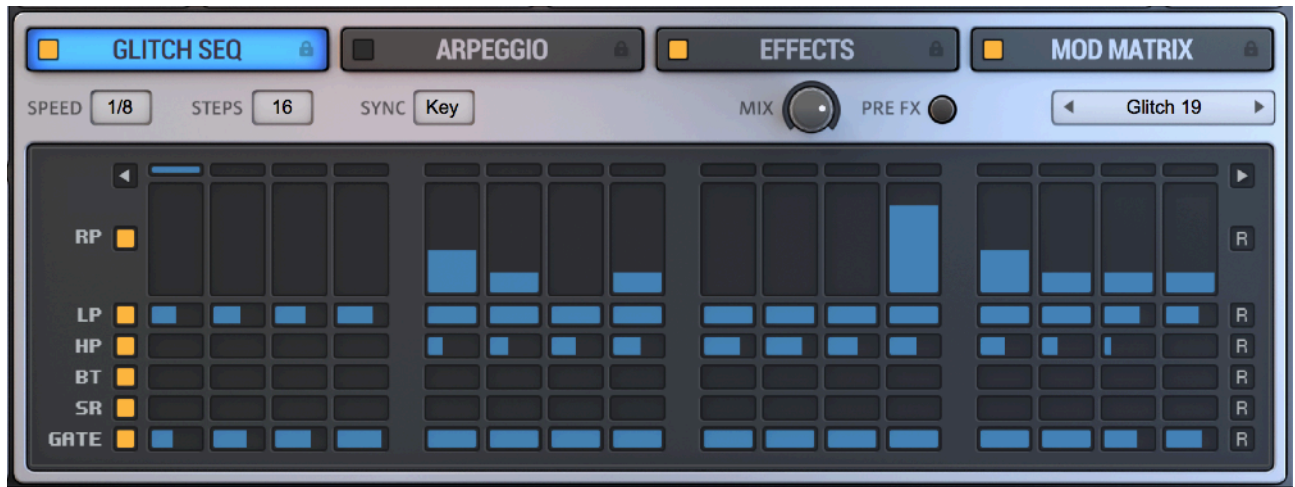 GLITCH SEQ ARPEGGIO EFFECTS MOD MATRIX
SPEED 1/8 STEPS 16 SYNC Key MIX PRE FX Glitch 19
RP R
LP R
HP R
BT R
SR R
GATE R